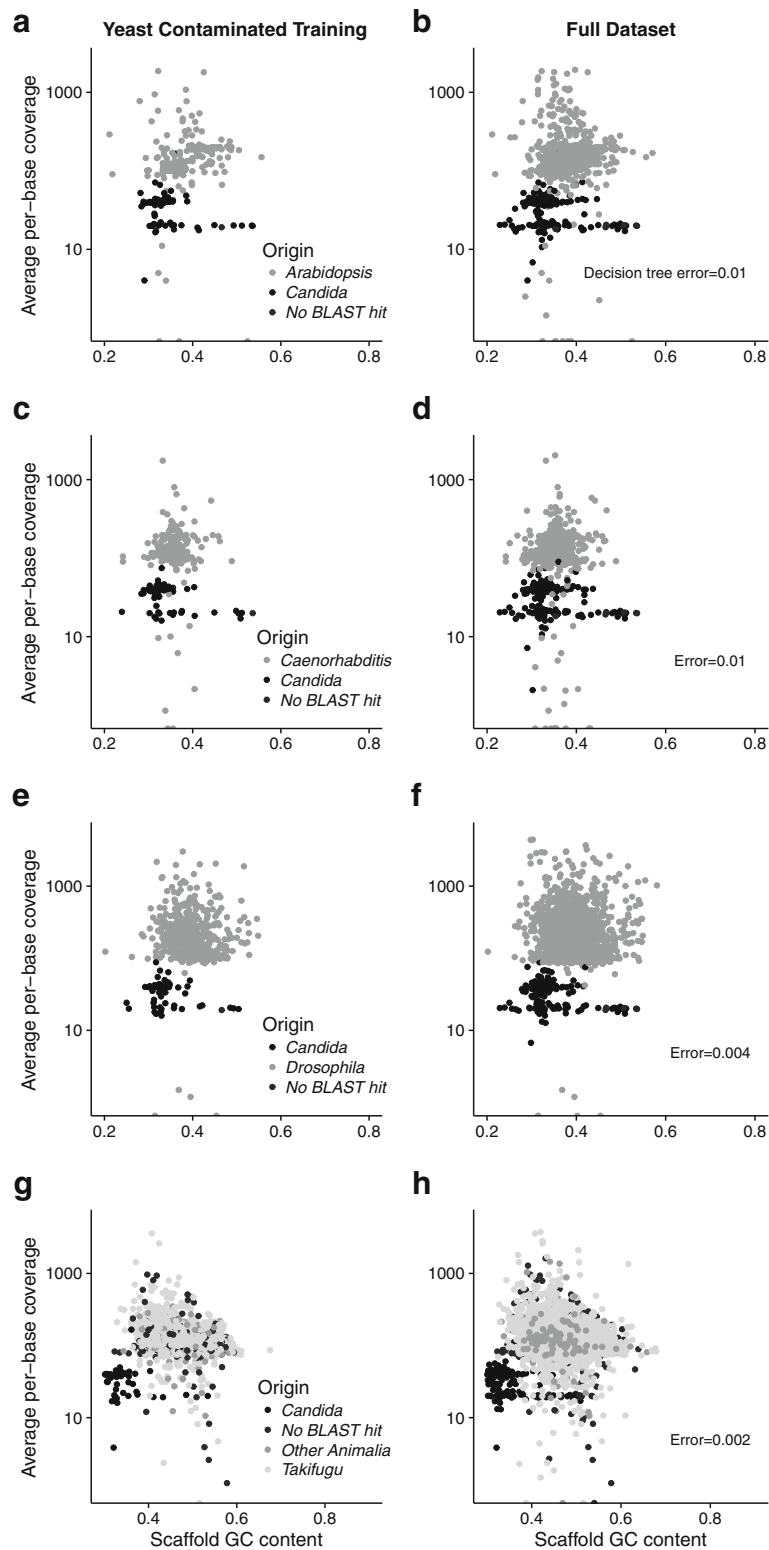 a
Yeast Contaminated Training
b
Full Dataset
Average per−base coverage
1000
10
0.2 0.4 0.6 0.8
Origin
Arabidopsis
Candida
No BLAST hit
1000
10
0.2 0.4 0.6 0.8
Decision tree error=0.01
c
d
Average per−base coverage
1000
10
0.2 0.4 0.6 0.8
Origin
Caenorhabditis
Candida
No BLAST hit
1000
10
0.2 0.4 0.6 0.8
Error=0.01
e
f
Average per−base coverage
1000
10
0.2 0.4 0.6 0.8
Origin
Candida
Drosophila
No BLAST hit
1000
10
0.2 0.4 0.6 0.8
Error=0.004
g
h
Average per−base coverage
1000
10
0.4 0.6 0.8
Scaffold GC content
Origin
Candida
No BLAST hit
Other Animalia
Takifugu
1000
10
0.4 0.6 0.8
Scaffold GC content
Error=0.002